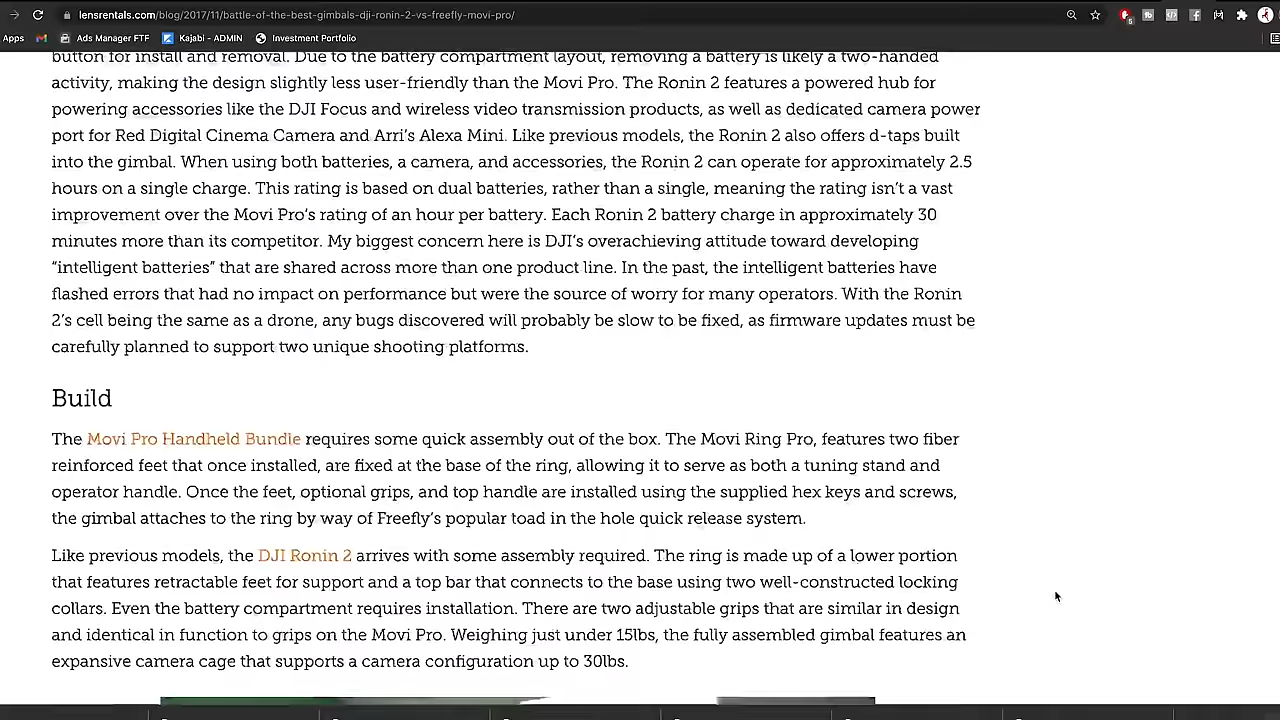 lensrentals.com/blog/2017/11/battle-of-the-best-gimbals-dji-ronin-2-vs-freefly-movi-pro/
Apps Ads Manager FTF Kajabi - ADMIN Investment Portfolio
button for install and removal. Due to the battery compartment layout, removing a battery is likely a two-handed
activity, making the design slightly less user-friendly than the Movi Pro. The Ronin 2 features a powered hub for
powering accessories like the DJI Focus and wireless video transmission products, as well as dedicated camera power
port for Red Digital Cinema Camera and Arri's Alexa Mini. Like previous models, the Ronin 2 also offers d-taps built
into the gimbal. When using both batteries, a camera, and accessories, the Ronin 2 can operate for approximately 2.5
hours on a single charge. This rating is based on dual batteries, rather than a single, meaning the rating isn't a vast
improvement over the Movi Pro's rating of an hour per battery. Each Ronin 2 battery charge in approximately 30
minutes more than its competitor. My biggest concern here is DJI's overachieving attitude toward developing
“intelligent batteries” that are shared across more than one product line. In the past, the intelligent batteries have
flashed errors that had no impact on performance but were the source of worry for many operators. With the Ronin
2's cell being the same as a drone, any bugs discovered will probably be slow to be fixed, as firmware updates must be
carefully planned to support two unique shooting platforms.
Build
The Movi Pro Handheld Bundle requires some quick assembly out of the box. The Movi Ring Pro, features two fiber
reinforced feet that once installed, are fixed at the base of the ring, allowing it to serve as both a tuning stand and
operator handle. Once the feet, optional grips, and top handle are installed using the supplied hex keys and screws,
the gimbal attaches to the ring by way of Freefly's popular toad in the hole quick release system.
Like previous models, the DJI Ronin 2 arrives with some assembly required. The ring is made up of a lower portion
that features retractable feet for support and a top bar that connects to the base using two well-constructed locking
collars. Even the battery compartment requires installation. There are two adjustable grips that are similar in design
and identical in function to grips on the Movi Pro. Weighing just under 15lbs, the fully assembled gimbal features an
expansive camera cage that supports a camera configuration up to 30lbs.